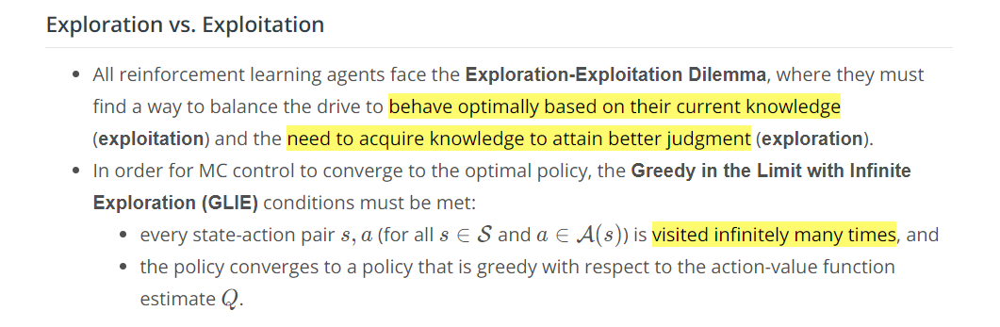 Exploration vs. Exploitation
• All reinforcement learning agents face the Exploration-Exploitation Dilemma, where they must
find a way to balance the drive to behave optimally based on their current knowledge
(exploitation) and the need to acquire knowledge to attain better judgment (exploration).
• In order for MC control to converge to the optimal policy, the Greedy in the Limit with Infinite
Exploration (GLIE) conditions must be met:
• every state-action pair s, a (for all s ∈ 𝒮 and a ∈ 𝒜(s)) is visited infinitely many times, and
• the policy converges to a policy that is greedy with respect to the action-value function
estimate Q.